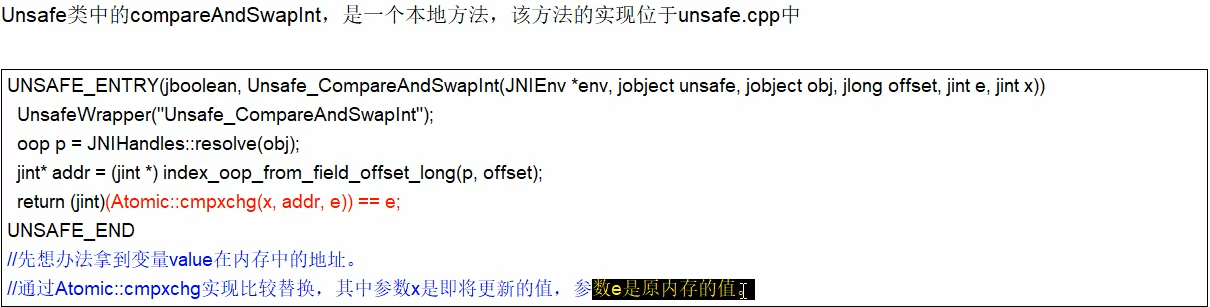 Unsafe类中的compareAndSwapInt，是一个本地方法，该方法的实现位于unsafe.cpp中
UNSAFE_ENTRY(jboolean, Unsafe_CompareAndSwapInt(JNIEnv *env, jobject unsafe, jobject obj, jlong offset, jint e, jint x))
UnsafeWrapper("Unsafe_CompareAndSwapInt");
oop p = JNIHandles::resolve(obj);
jint* addr = (jint *) index_oop_from_field_offset_long(p, offset);
return (jint)(Atomic::cmpxchg(x, addr, e)) == e;
UNSAFE_END
//先想办法拿到变量value在内存中的地址。
//通过Atomic::cmpxchg实现比较替换，其中参数x是即将更新的值，参数e是原内存的值。